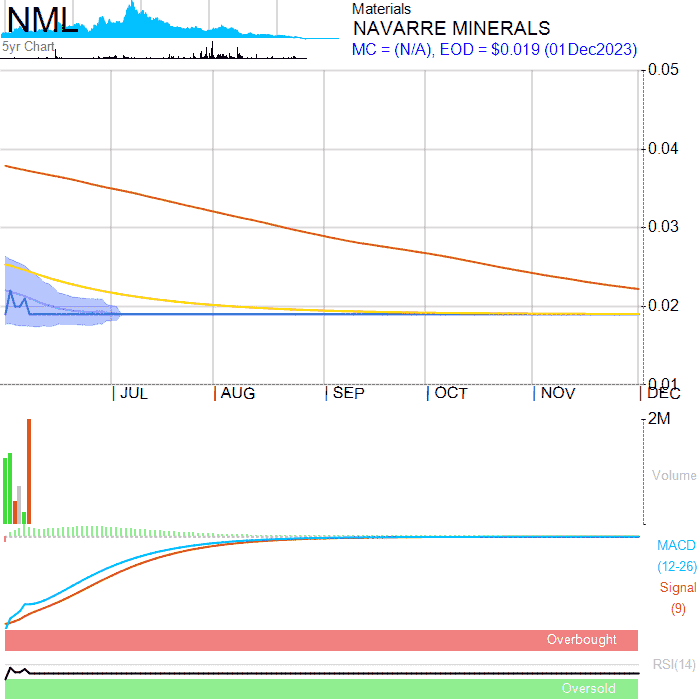 NML
Materials
NAVARRE MINERALS
MC = (N/A), EOD = $0.019 (01Dec2023)
5yr Chart
0.05
0.04
0.03
0.02
0.01
JUL AUG SEP OCT NOV DEC
2M
Volume
MACD
(12-26)
Signal
(9)
Overbought
RSI(14)
Oversold